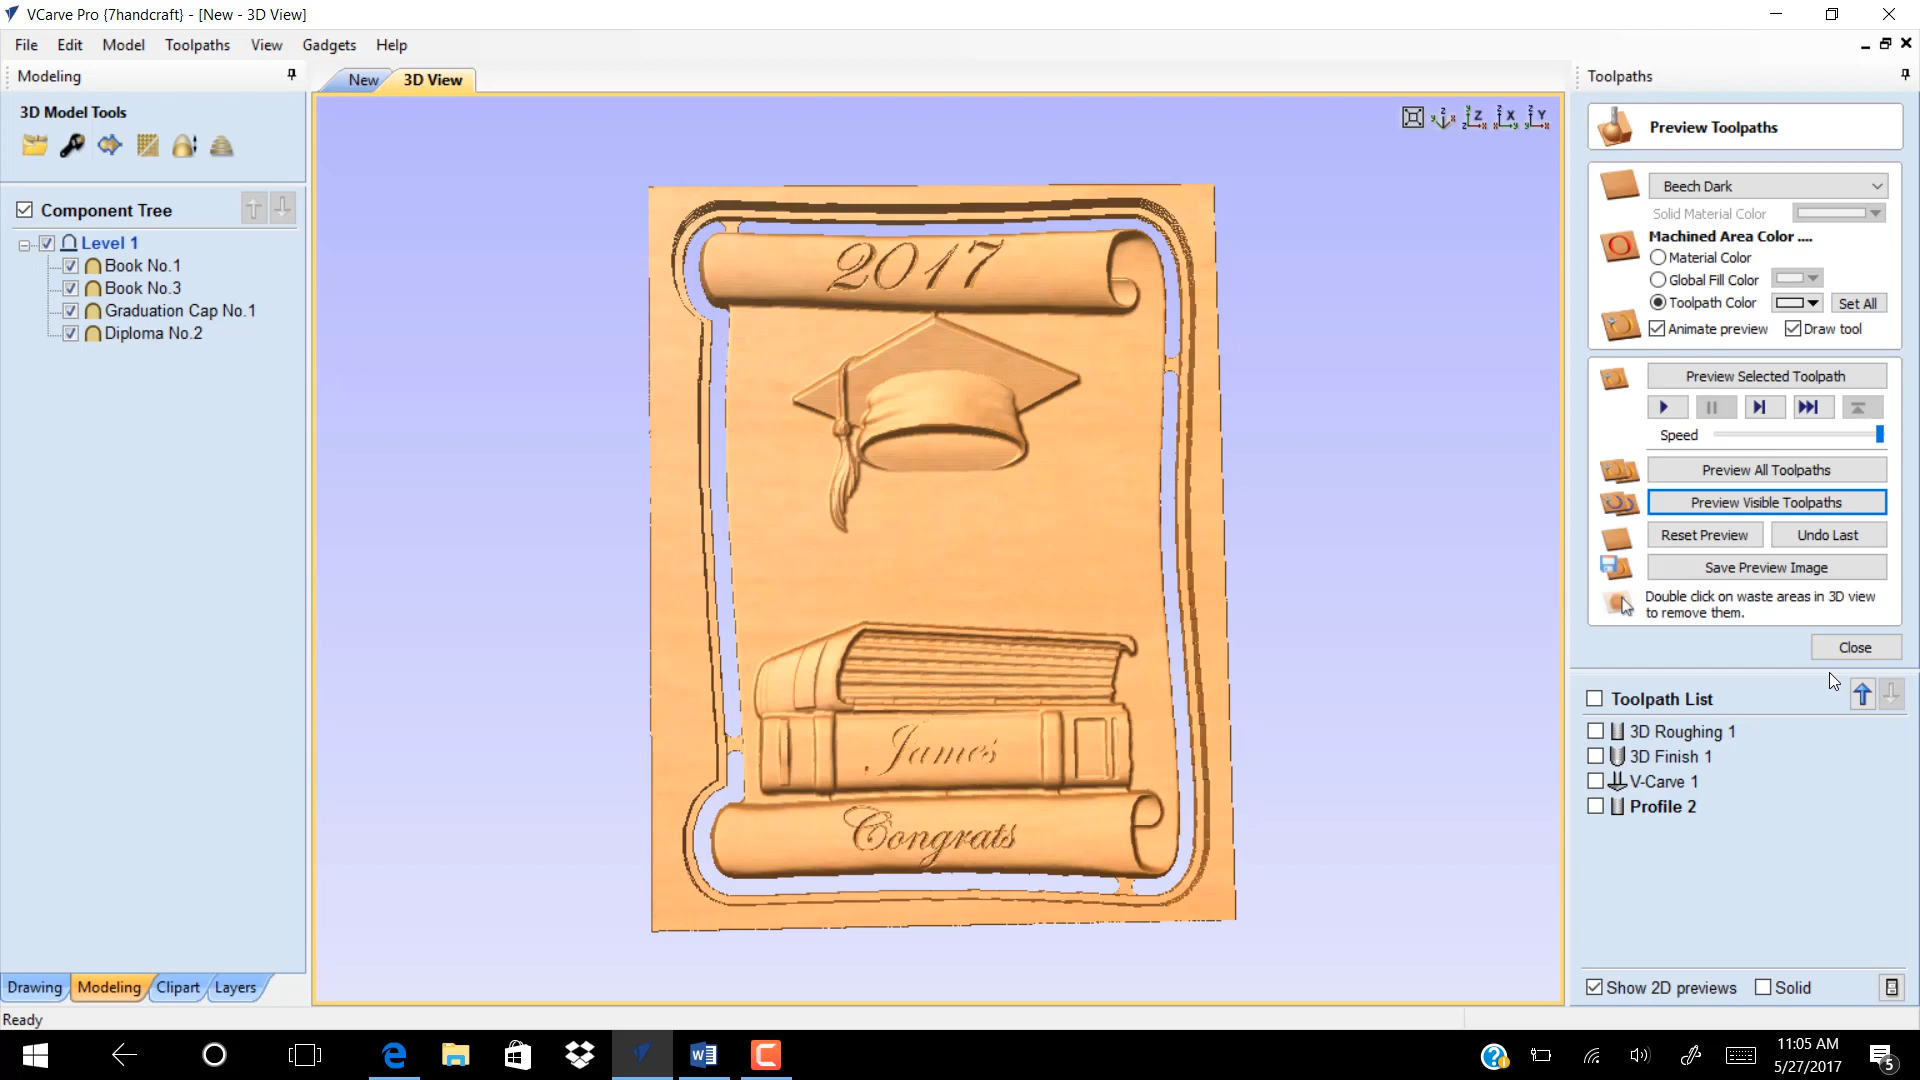 VCarve Pro {7handcraft} - [New - 3D View]
File Edit Model Toolpaths View Gadgets Help
Modeling
3D Model Tools
Component Tree
Level 1
Book No.1
Book No.3
Graduation Cap No.1
Diploma No.2
Drawing Modeling Clipart Layers
Ready
New 3D View
2017
James
Congrats
Toolpaths
Preview Toolpaths
Beech Dark
Solid Material Color
Machined Area Color ....
Material Color
Global Fill Color
Toolpath Color Set All
Animate preview Draw tool
Preview Selected Toolpath
Speed
Preview All Toolpaths
Preview Visible Toolpaths
Reset Preview Undo Last
Save Preview Image
Double click on waste areas in 3D view
to remove them.
Close
Toolpath List
3D Roughing 1
3D Finish 1
V-Carve 1
Profile 2
Show 2D previews Solid
11:05 AM
5/27/2017
5